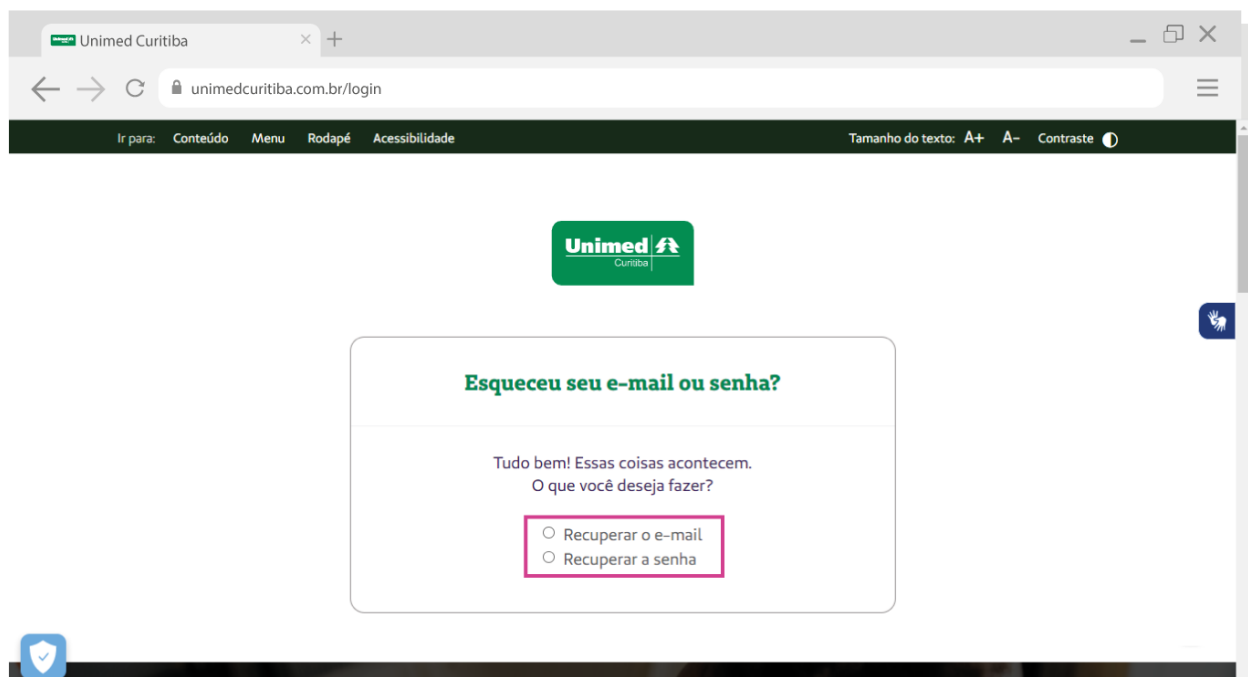 Unimed Curitiba
unimedcuritiba.com.br/login
Ir para: Conteúdo Menu Rodapé Acessibilidade Tamanho do texto: A+ A- Contraste
Unimed
Curitiba
Esqueceu seu e-mail ou senha?
Tudo bem! Essas coisas acontecem.
O que você deseja fazer?
Recuperar o e-mail
Recuperar a senha